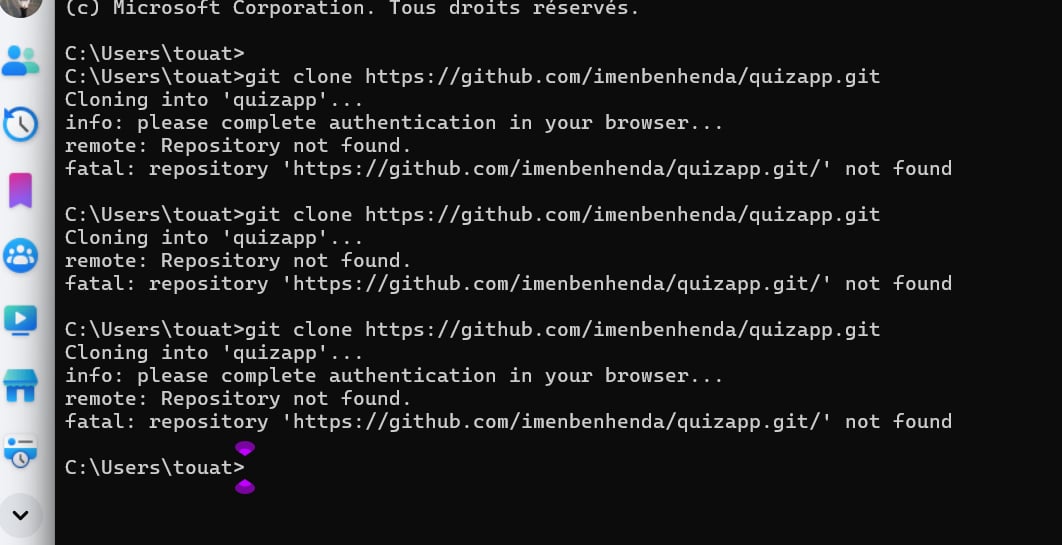 (c) Microsoft Corporation. Tous droits réservés.
C:\Users\touat>
C:\Users\touat>git clone https://github.com/imenbenhenda/quizapp.git
Cloning into 'quizapp'...
info: please complete authentication in your browser...
remote: Repository not found.
fatal: repository 'https://github.com/imenbenhenda/quizapp.git/' not found
C:\Users\touat>git clone https://github.com/imenbenhenda/quizapp.git
Cloning into 'quizapp'...
remote: Repository not found.
fatal: repository 'https://github.com/imenbenhenda/quizapp.git/' not found
C:\Users\touat>git clone https://github.com/imenbenhenda/quizapp.git
Cloning into 'quizapp'...
info: please complete authentication in your browser...
remote: Repository not found.
fatal: repository 'https://github.com/imenbenhenda/quizapp.git/' not found
C:\Users\touat>